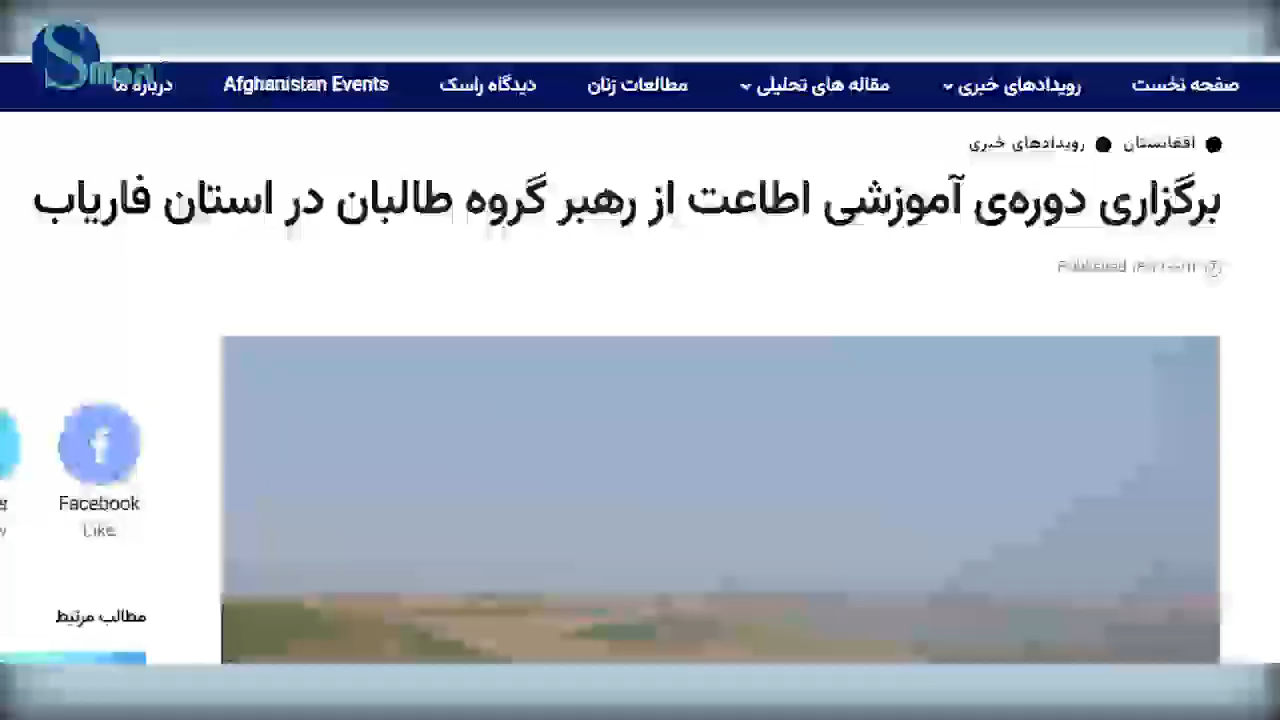 Smart
صفحه نخست رویدادهای خبری مقاله های تحلیلی مطالعات زنان دیدگاه راسک Afghanistan Events درباره ما
افغانستان ● رویدادهای خبری
برگزاری دوره‌ی آموزشی اطاعت از رهبر گروه طالبان در استان فاریاب
Published
Facebook
Like
مطالب مرتبط